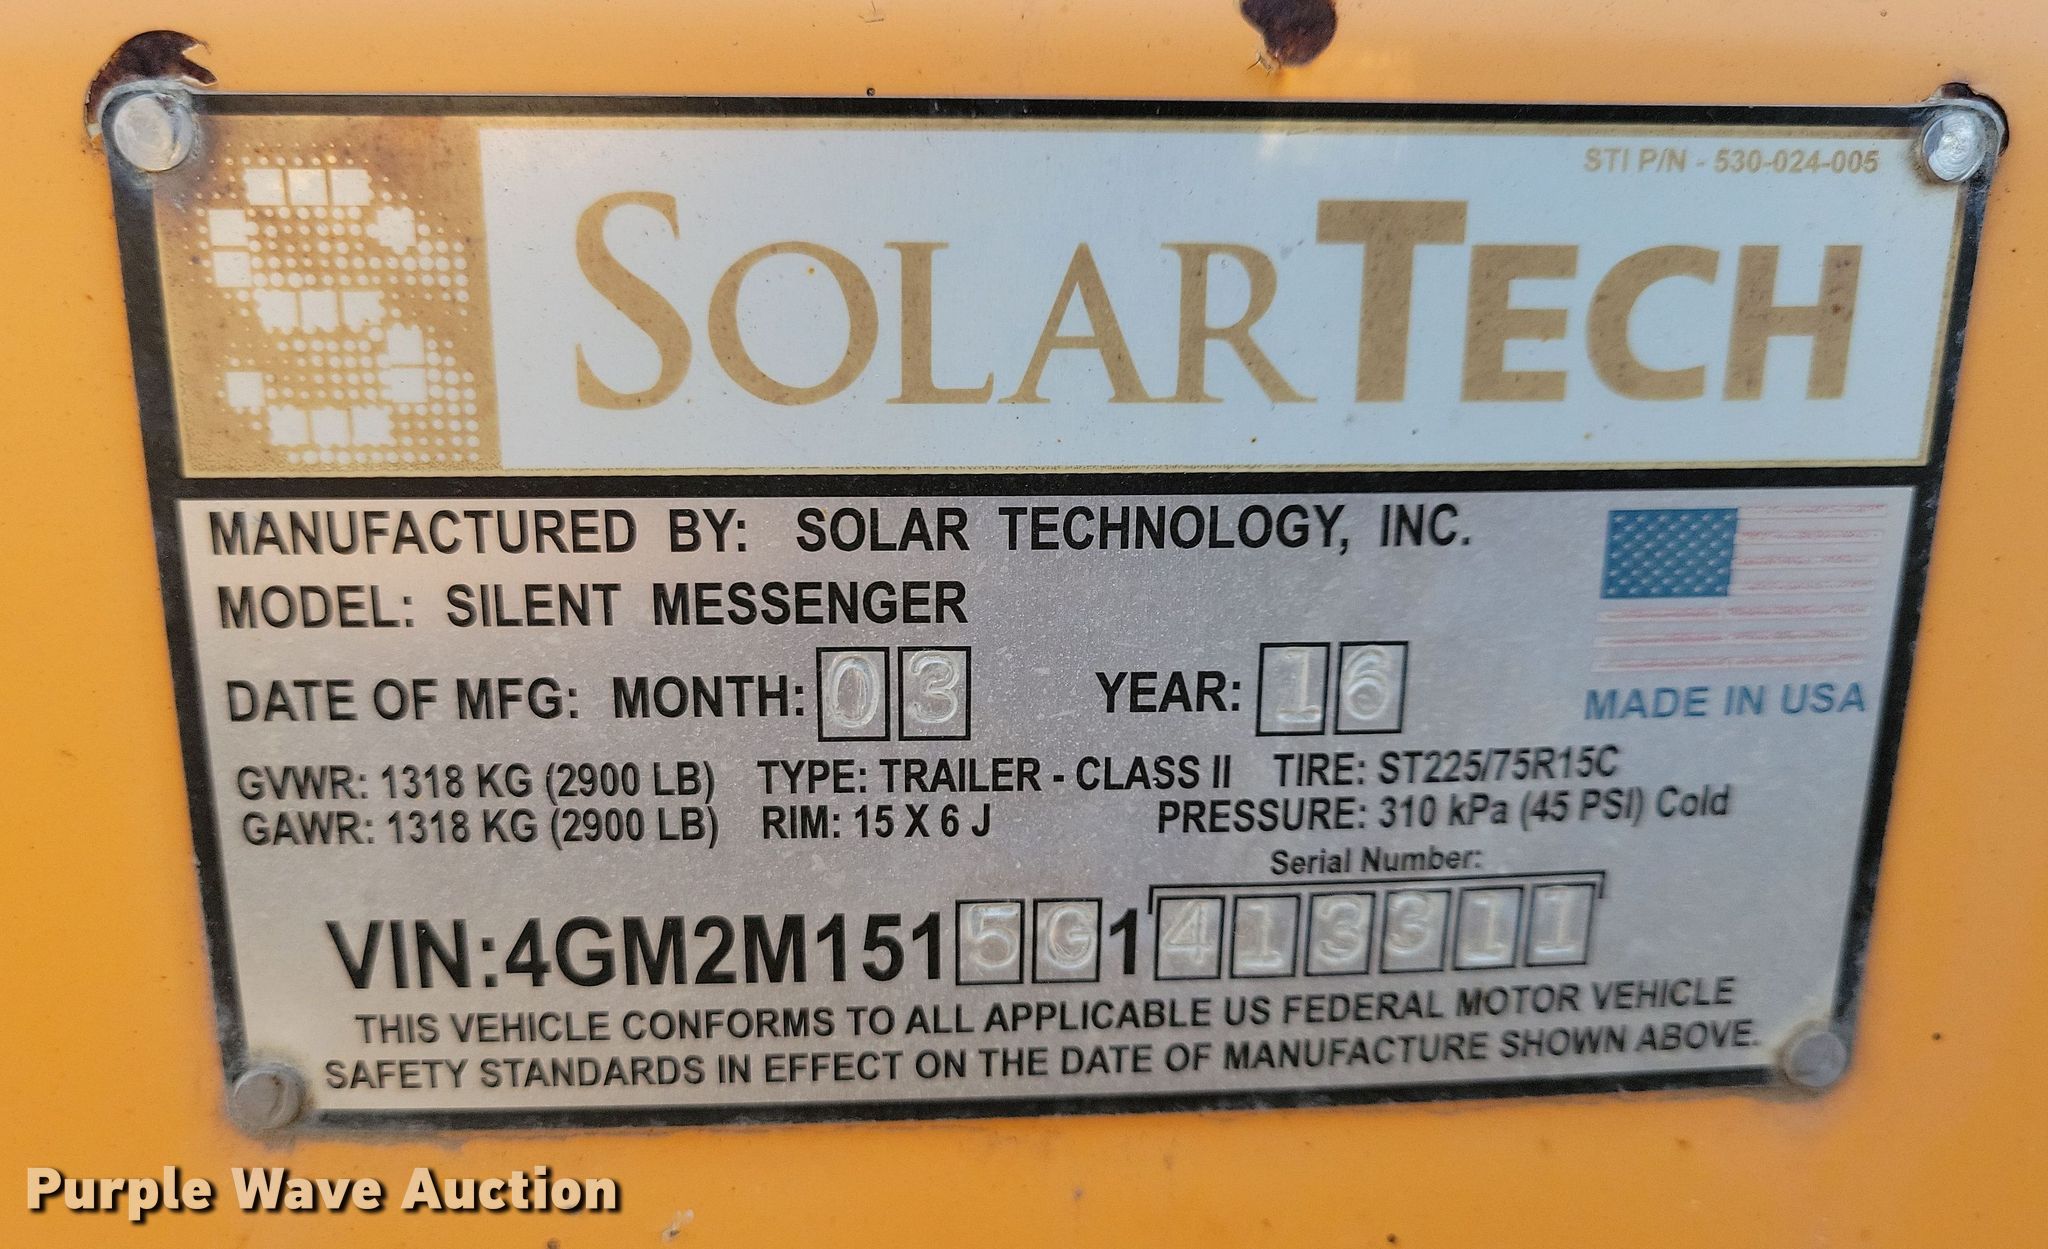 STI P/N - 530-024-005
SOLARTECH
MANUFACTURED BY: SOLAR TECHNOLOGY, INC.
MODEL: SILENT MESSENGER
DATE OF MFG: MONTH: 03 YEAR: 16
MADE IN USA
GVWR: 1318 KG (2900 LB) TYPE: TRAILER - CLASS II TIRE: ST225/75R15C
GAWR: 1318 KG (2900 LB) RIM: 15 X 6 J PRESSURE: 310 kPa (45 PSI) Cold
Serial Number:
VIN:4GM2M1515G1413311
THIS VEHICLE CONFORMS TO ALL APPLICABLE US FEDERAL MOTOR VEHICLE
SAFETY STANDARDS IN EFFECT ON THE DATE OF MANUFACTURE SHOWN ABOVE.
Purple Wave Auction